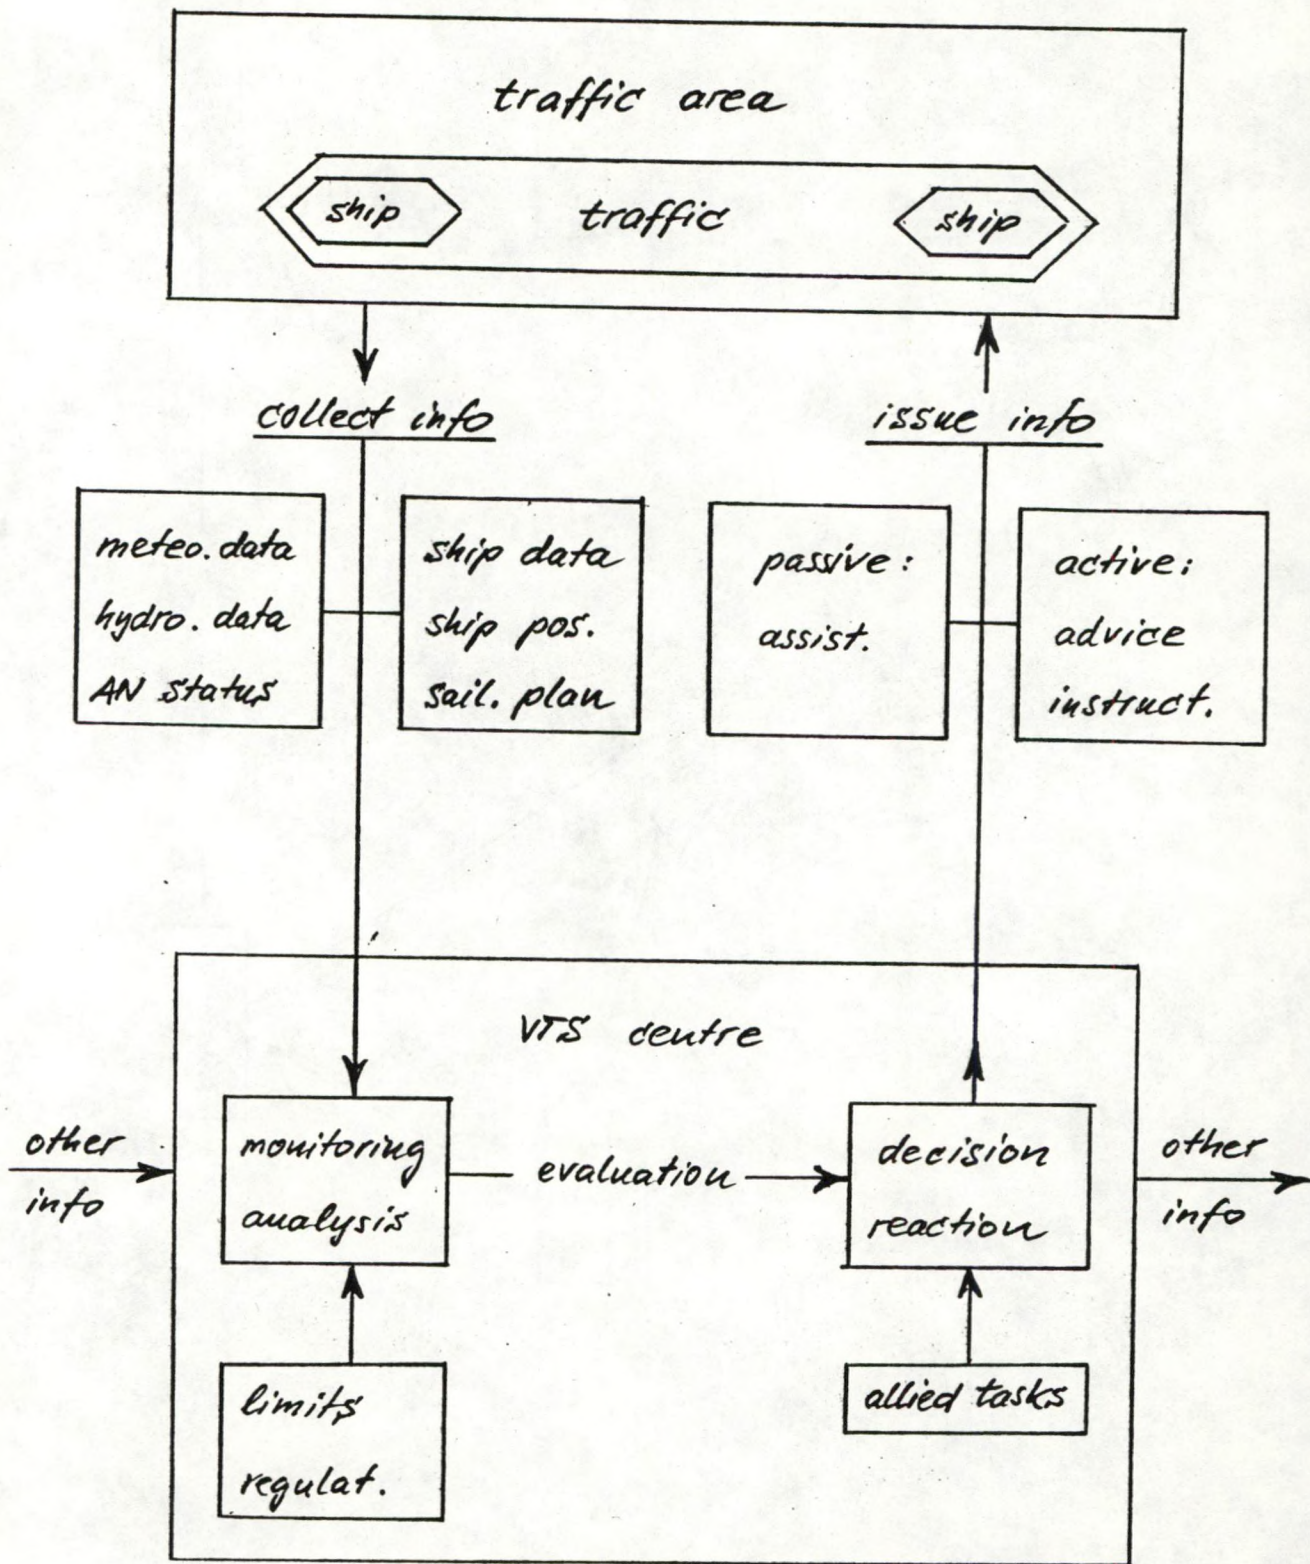 traffic area
ship
traffic
ship
collect info
issue info
meteo. data
hydro. data
AN status
ship data
ship pos.
sail. plan
passive:
assist.
active:
advice
instruct.
VTS centre
other
info
monitoring
analysis
evaluation
decision
reaction
other
info
limits
regulat.
allied tasks